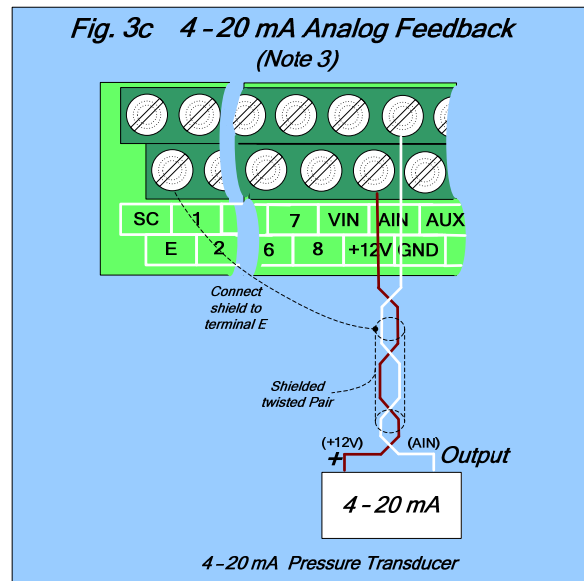 Fig. 3c 4-20 mA Analog Feedback
(Note 3)
SC 1 7 VIN AIN AUX
E 2 6 8 +12V GND
Connect
shield to
terminal E
Shielded
twisted Pair
(+12V) (AIN)
+ Output
4-20 mA
4-20 mA Pressure Transducer